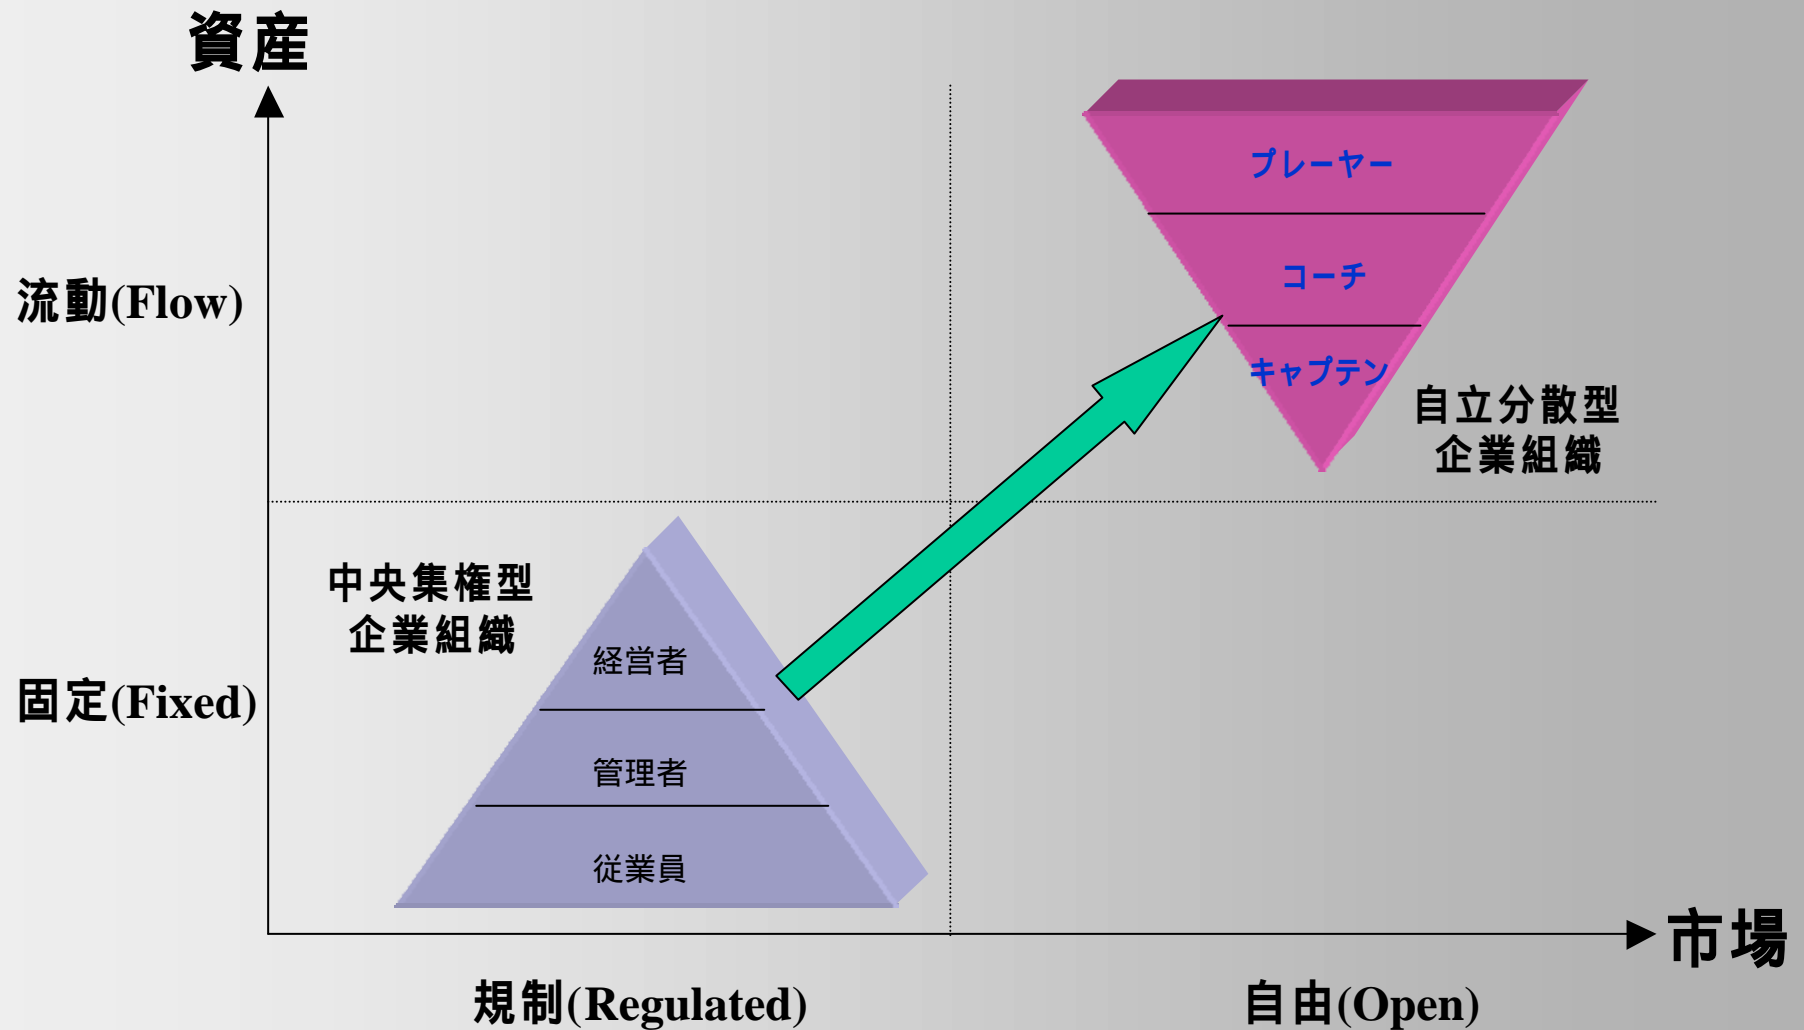 資産
プレーヤー
コーチ
流動(Flow)
キャプテン
自立分散型
企業組織
中央集権型
企業組織
経営者
固定(Fixed)
管理者
従業員
市場
規制(Regulated)
自由(Open)